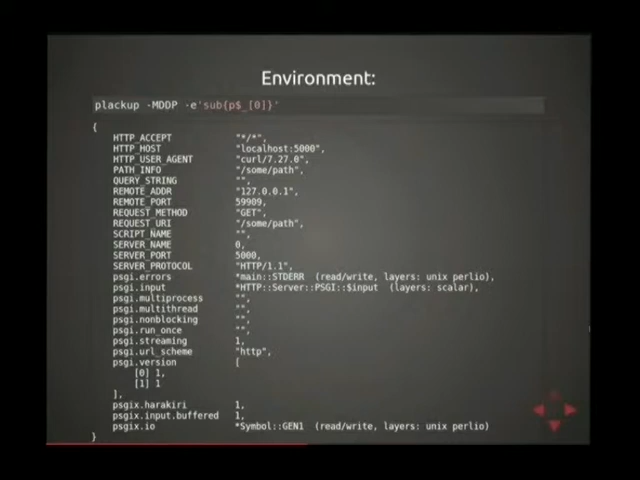 Environment:
plackup -MDDP -e'sub{p$_[0]}'
{
HTTP_ACCEPT "*/*",
HTTP_HOST "localhost:5000",
HTTP_USER_AGENT "curl/7.27.0",
PATH_INFO "/some/path",
QUERY_STRING "",
REMOTE_ADDR "127.0.0.1",
REMOTE_PORT 59909,
REQUEST_METHOD "GET",
REQUEST_URI "/some/path",
SCRIPT_NAME "",
SERVER_NAME 0,
SERVER_PORT 5000,
SERVER_PROTOCOL "HTTP/1.1",
psgi.errors *main::STDERR (read/write, layers: unix perlio),
psgi.input *HTTP::Server::PSGI::$input (layers: scalar),
psgi.multiprocess "",
psgi.multithread "",
psgi.nonblocking "",
psgi.run_once "",
psgi.streaming 1,
psgi.url_scheme "http",
psgi.version [
[0] 1,
[1] 1
],
psgix.harakiri 1,
psgix.input.buffered 1,
psgix.io *Symbol::GEN1 (read/write, layers: unix perlio)
}